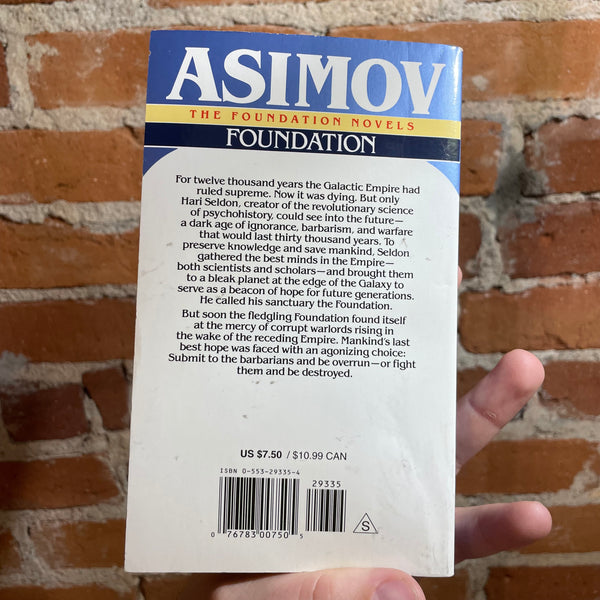 ASIMOV
THE FOUNDATION NOVELS
FOUNDATION
For twelve thousand years the Galactic Empire had
ruled supreme. Now it was dying. But only
Hari Seldon, creator of the revolutionary science
of psychohistory, could see into the future—
a dark age of ignorance, barbarism, and warfare
that would last thirty thousand years. To
preserve knowledge and save mankind, Seldon
gathered the best minds in the Empire—
both scientists and scholars—and brought them
to a bleak planet at the edge of the Galaxy to
serve as a beacon of hope for future generations.
He called his sanctuary the Foundation.
But soon the fledgling Foundation found itself
at the mercy of corrupt warlords rising in
the wake of the receding Empire. Mankind's last
best hope was faced with an agonizing choice:
Submit to the barbarians and be overrun—or fight
them and be destroyed.
US $7.50 / $10.99 CAN
ISBN 0-553-29335-4
29335
0 76783 00750 5
S